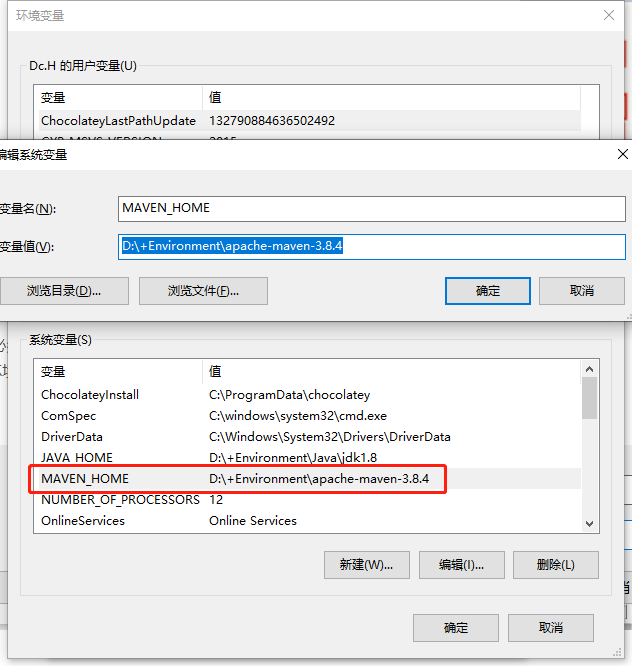 环境变量
Dc.H 的用户变量(U)
变量 值
ChocolateyLastPathUpdate 132790884636502492
编辑系统变量
变量名(N): MAVEN_HOME
变量值(V): D:\+Environment\apache-maven-3.8.4
浏览目录(D)... 浏览文件(F)... 确定 取消
系统变量(S)
变量 值
ChocolateyInstall C:\ProgramData\chocolatey
ComSpec C:\windows\system32\cmd.exe
DriverData C:\Windows\System32\Drivers\DriverData
JAVA_HOME D:\+Environment\Java\jdk1.8
MAVEN_HOME D:\+Environment\apache-maven-3.8.4
NUMBER_OF_PROCESSORS 12
OnlineServices Online Services
新建(W)... 编辑(I)... 删除(L)
确定 取消